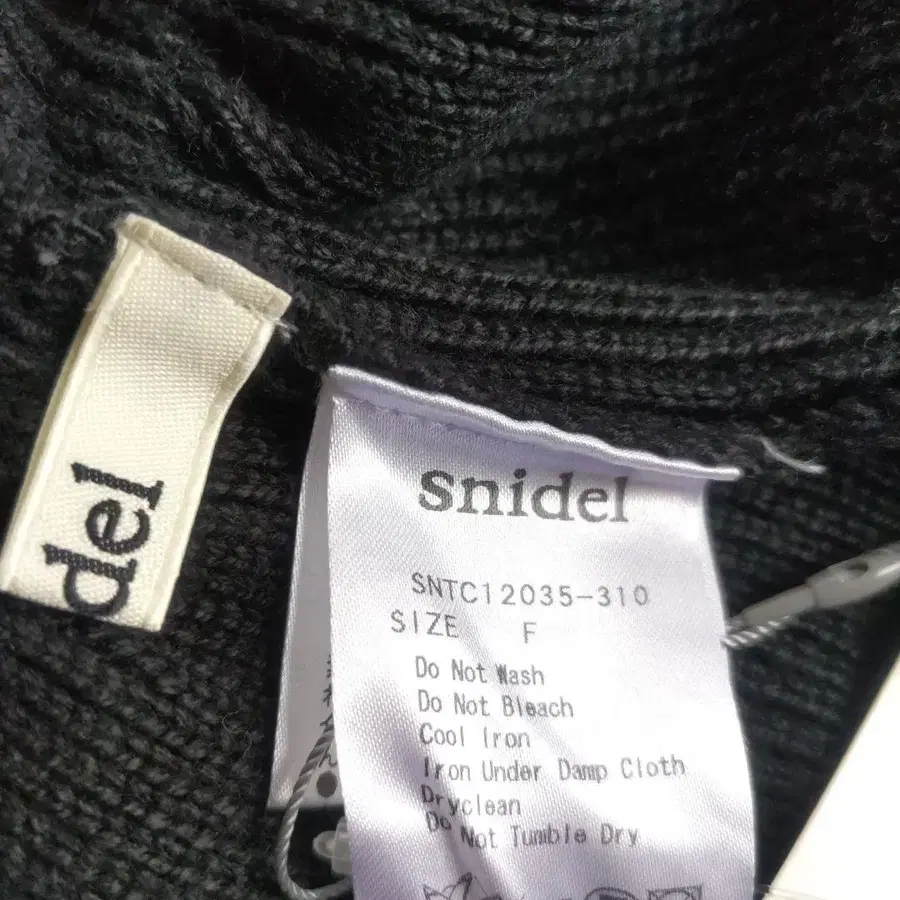 del
snidel
SNTC12035-310
SIZE F
Do Not Wash
Do Not Bleach
Cool Iron
Iron Under Damp Cloth
Dryclean
Do Not Tumble Dry